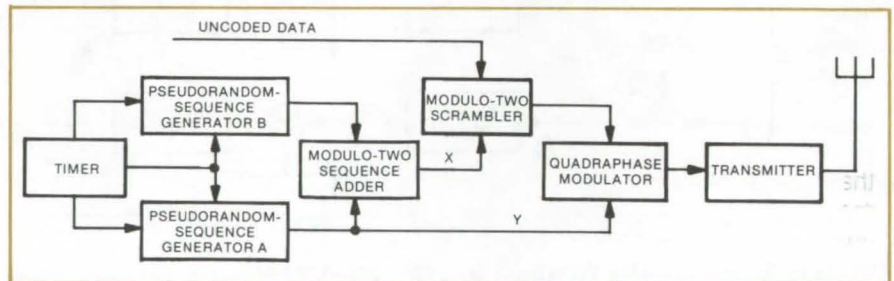 UNCODED DATA
PSEUDORANDOM-
SEQUENCE
GENERATOR B
MODULO-TWO
SCRAMBLER
TIMER
MODULO-TWO
SEQUENCE
ADDER
X
QUADRAPHASE
MODULATOR
TRANSMITTER
PSEUDORANDOM-
SEQUENCE
GENERATOR A
Y
the